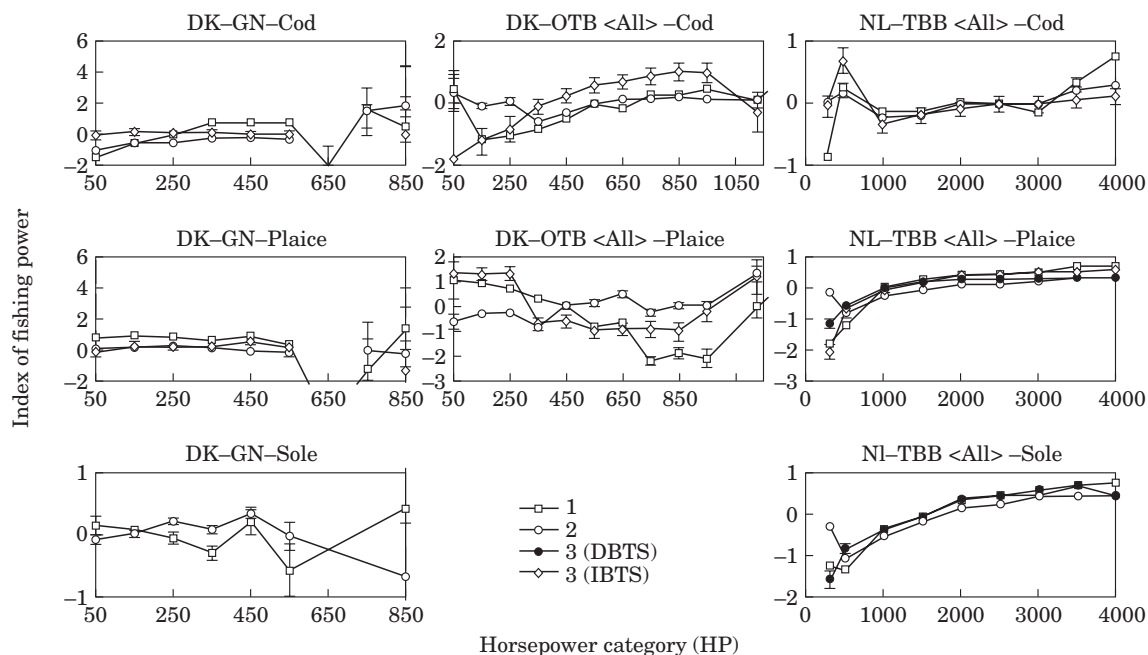 DK–GN–Cod
6
4
2
0
−2
50 250 450 650 850
DK–OTB <All> –Cod
2
0
−2
50 250 450 650 850 1050
NL–TBB <All> –Cod
1
0
−1
0 1000 2000 3000 4000
Index of fishing power
DK–GN–Plaice
6
4
2
0
−2
50 250 450 650 850
DK–OTB <All> –Plaice
2
1
0
−1
−2
−3
50 250 450 650 850 1050
NL–TBB <All> –Plaice
2
1
0
−1
−2
−3
0 1000 2000 3000 4000
DK–GN–Sole
1
0
−1
50 250 450 650 850
1
2
3 (DBTS)
3 (IBTS)
Nl–TBB <All> –Sole
1
0
−1
−2
0 1000 2000 3000 4000
Horsepower category (HP)